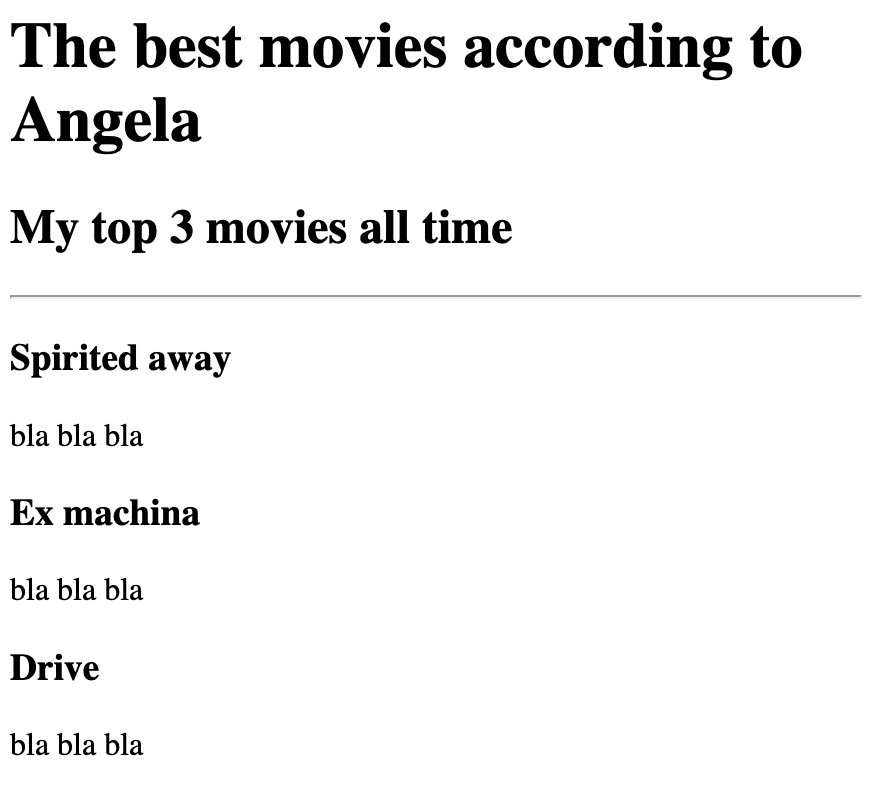 The best movies according to
Angela
My top 3 movies all time
Spirited away
bla bla bla
Ex machina
bla bla bla
Drive
bla bla bla